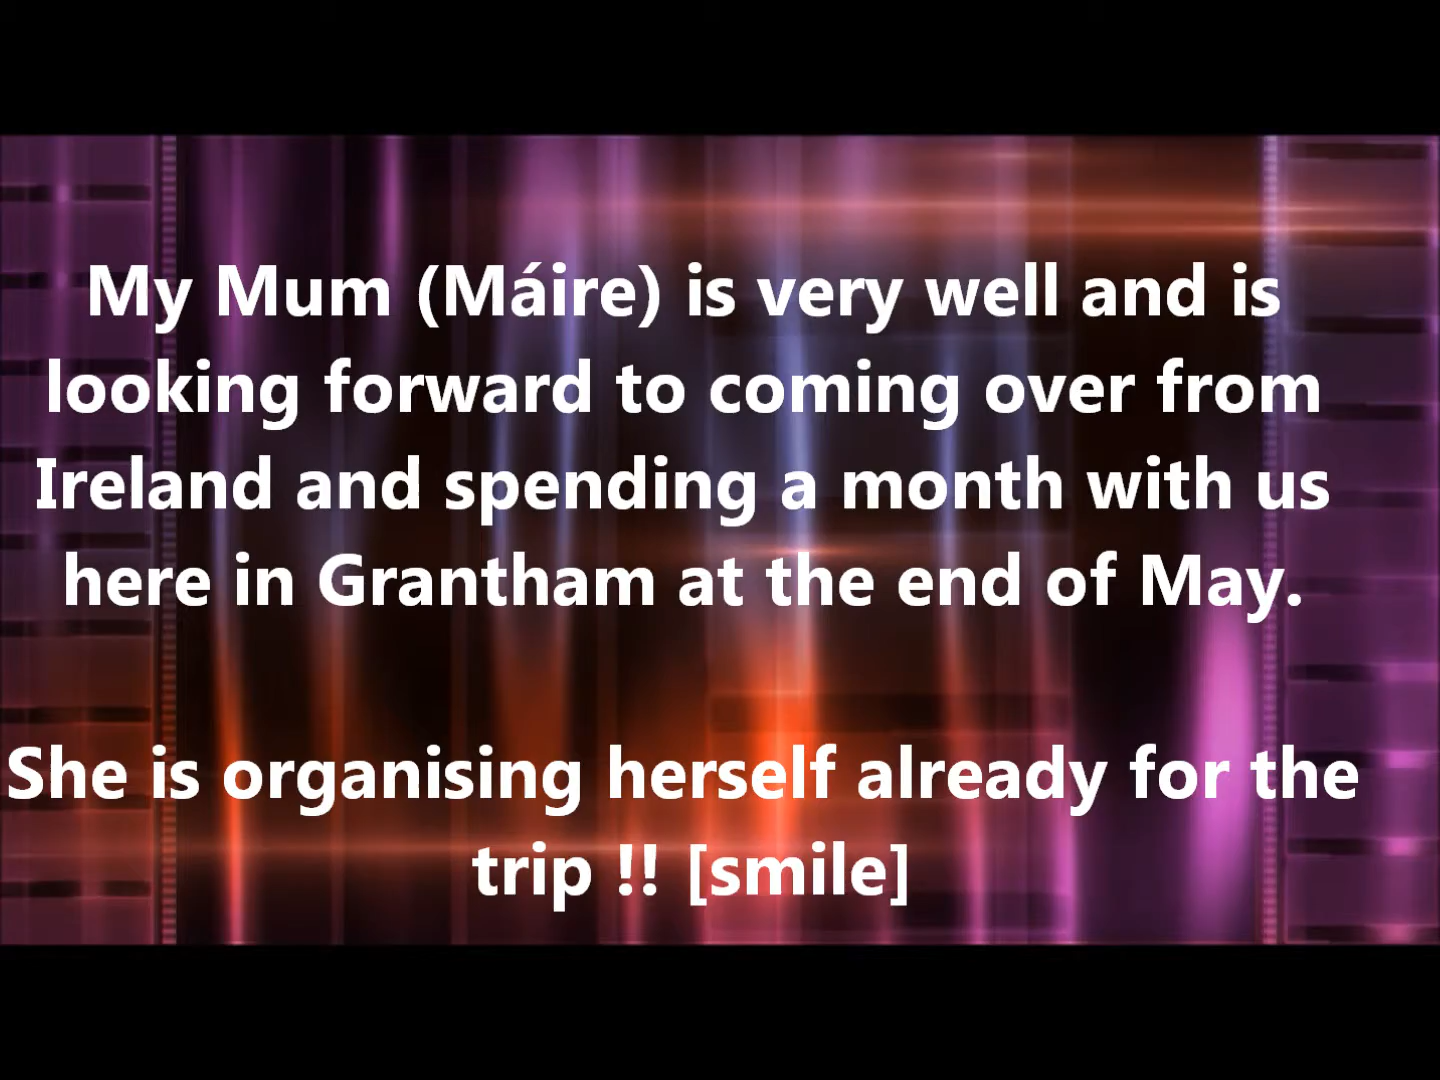 My Mum (Máire) is very well and is
looking forward to coming over from
Ireland and spending a month with us
here in Grantham at the end of May.
She is organising herself already for the
trip !! [smile]